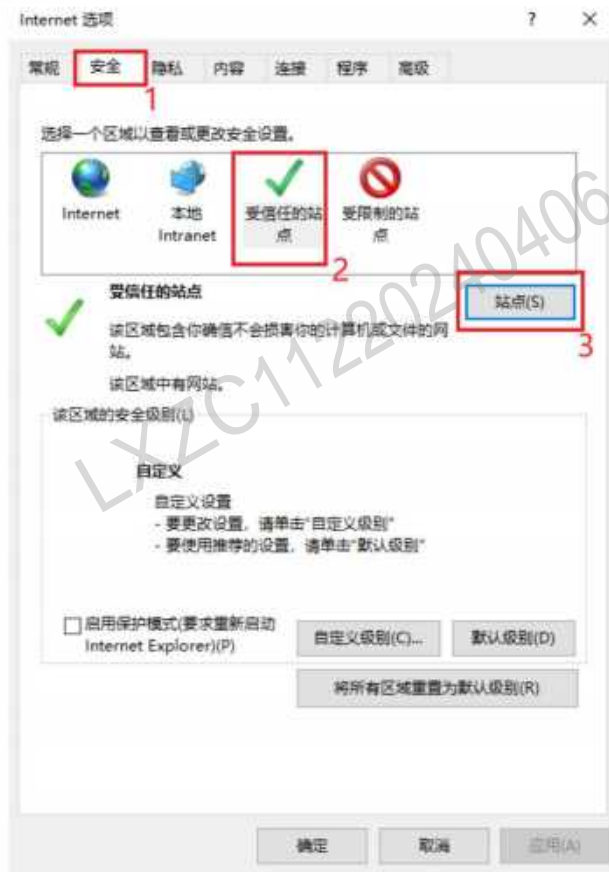 Internet 选项
? ×
常规 安全 隐私 内容 连接 程序 高级
1
选择一个区域以查看或更改安全设置。
Internet 本地 受信任的站 受限制的站
Intranet 点 点
2
受信任的站点
站点(S)
3
该区域包含你确信不会损害你的计算机或文件的网
站。
该区域中有网站。
该区域的安全级别(L)
自定义
自定义设置
- 要更改设置，请单击"自定义级别"
- 要使用推荐的设置，请单击"默认级别"
启用保护模式(要求重新启动
Internet Explorer)(P)
自定义级别(C)... 默认级别(D)
将所有区域重置为默认级别(R)
确定 取消 应用(A)
LXZC11220240406